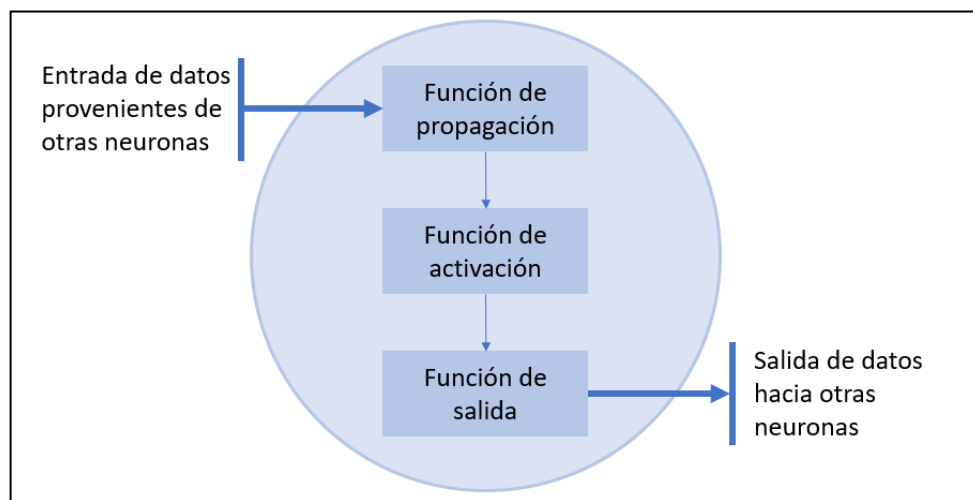 Entrada de datos
provenientes de
otras neuronas
Función de
propagación
Función de
activación
Función de
salida
Salida de datos
hacia otras
neuronas